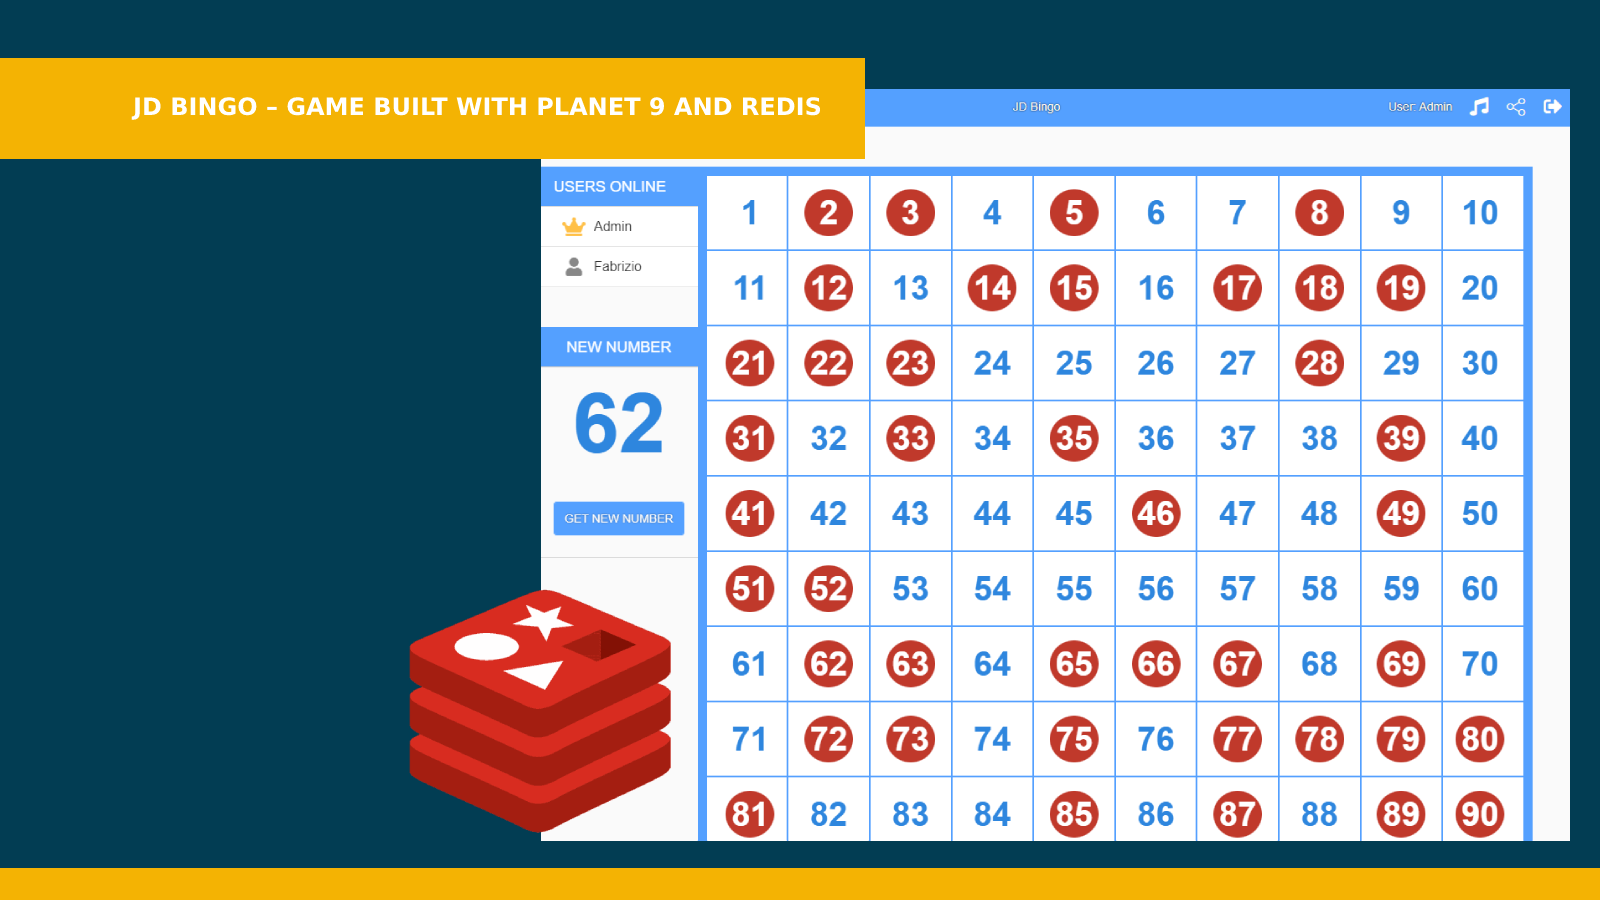 JD BINGO – GAME BUILT WITH PLANET 9 AND REDIS
JD Bingo
User: Admin
USERS ONLINE
Admin
Fabrizio
NEW NUMBER
62
GET NEW NUMBER
1 2 3 4 5 6 7 8 9 10
11 12 13 14 15 16 17 18 19 20
21 22 23 24 25 26 27 28 29 30
31 32 33 34 35 36 37 38 39 40
41 42 43 44 45 46 47 48 49 50
51 52 53 54 55 56 57 58 59 60
61 62 63 64 65 66 67 68 69 70
71 72 73 74 75 76 77 78 79 80
81 82 83 84 85 86 87 88 89 90